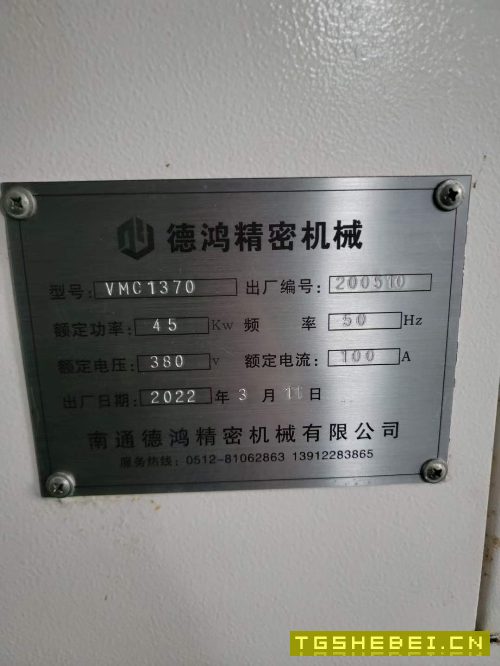 德鸿精密机械
型号: VMC1370 出厂编号: 200510
额定功率: 45 Kw 频 率 50 Hz
额定电压: 380 v 额定电流: 100 A
出厂日期: 2022 年 3 月 11 日
南通德鸿精密机械有限公司
服务热线: 0512-81062863 13912283865
TGSHEBEI.CN